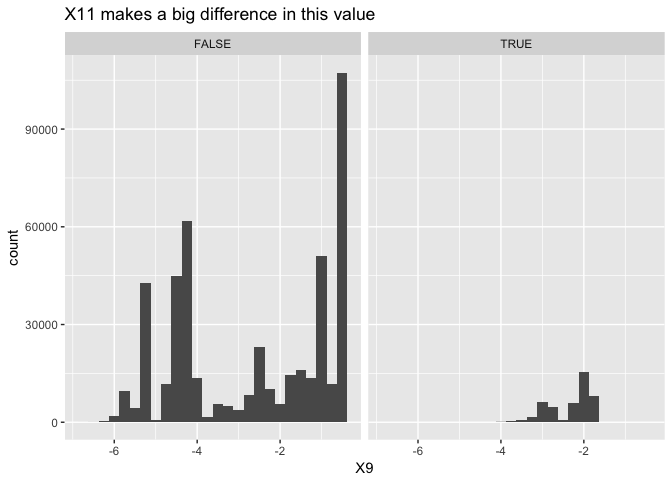 X11 makes a big difference in this value
FALSE
TRUE
90000
60000
30000
0
count
-6
-4
-2
-6
-4
-2
X9